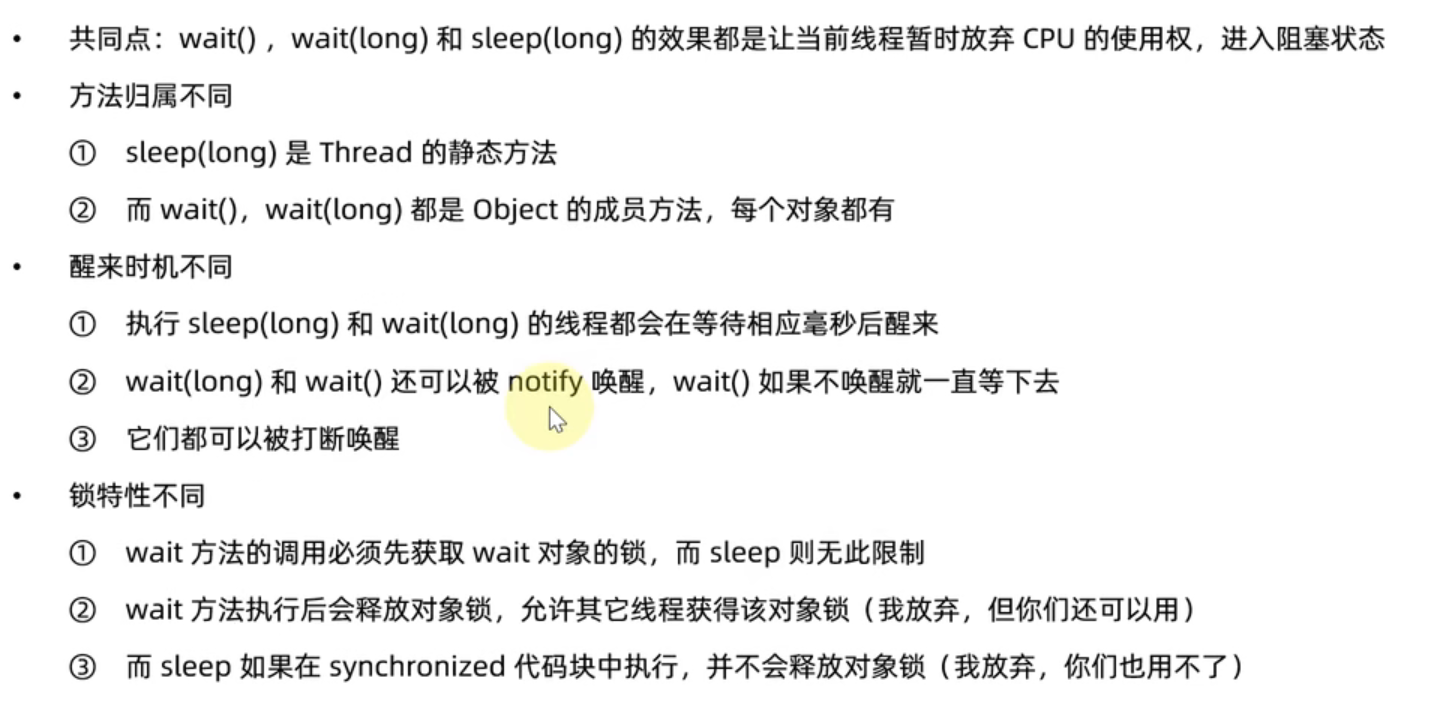 • 共同点：wait() ，wait(long) 和 sleep(long) 的效果都是让当前线程暂时放弃 CPU 的使用权，进入阻塞状态
• 方法归属不同
① sleep(long) 是 Thread 的静态方法
② 而 wait()，wait(long) 都是 Object 的成员方法，每个对象都有
• 醒来时机不同
① 执行 sleep(long) 和 wait(long) 的线程都会在等待相应毫秒后醒来
② wait(long) 和 wait() 还可以被 notify 唤醒，wait() 如果不唤醒就一直等下去
③ 它们都可以被打断唤醒
• 锁特性不同
① wait 方法的调用必须先获取 wait 对象的锁，而 sleep 则无此限制
② wait 方法执行后会释放对象锁，允许其它线程获得该对象锁（我放弃，但你们还可以用）
③ 而 sleep 如果在 synchronized 代码块中执行，并不会释放对象锁（我放弃，你们也用不了）